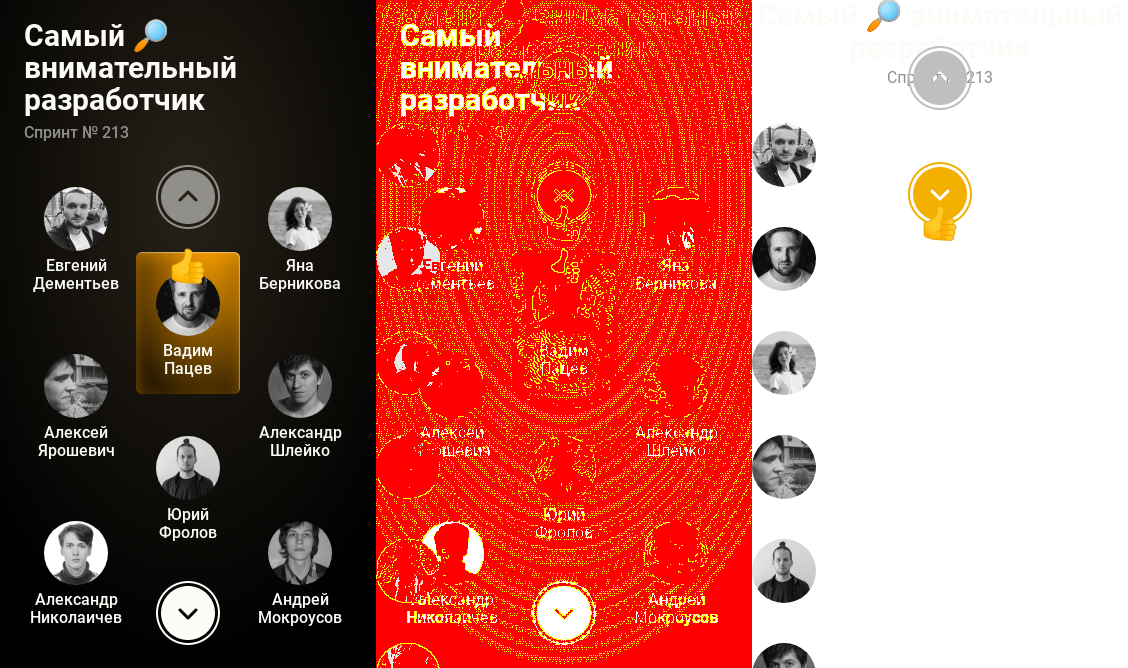 Самый 🔎
внимательный
разработчик
Спринт № 213
Евгений
Дементьев
Яна
Берникова
Вадим
Пацев
Алексей
Ярошевич
Александр
Шлейко
Юрий
Фролов
Александр
Николаичев
Андрей
Мокроусов
Самый
внимательный
разработчик
Евгений
Дементьев
Яна
Берникова
Вадим
Пацев
Алексей
Ярошевич
Александр
Шлейко
Юрий
Фролов
Александр
Николаичев
Андрей
Мокроусов
Самый 🔎 внимательный
разработчик
213